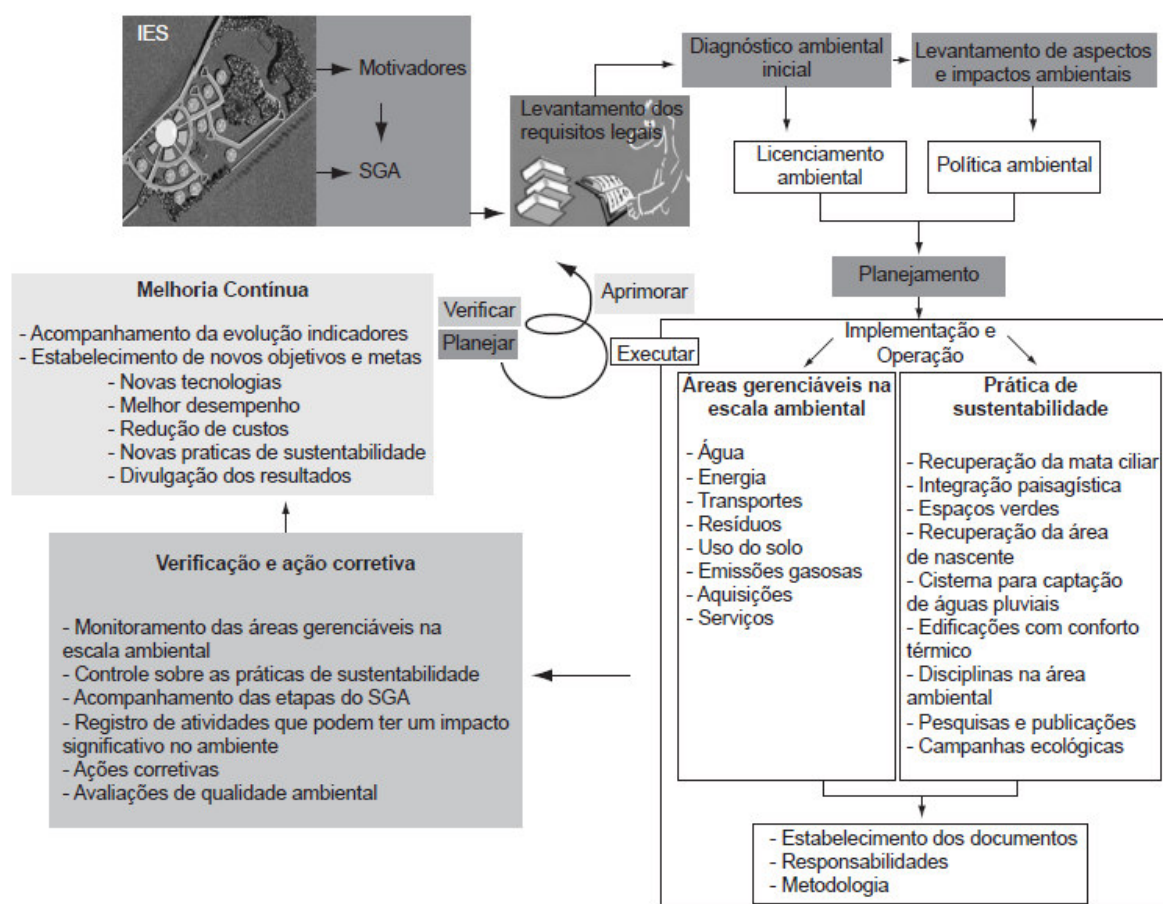 IES
Motivadores
SGA
Levantamento dos
requisitos legais
Diagnóstico ambiental
inicial
Levantamento de aspectos
e impactos ambientais
Licenciamento
ambiental
Política ambiental
Planejamento
Implementação e
Operação
Áreas gerenciáveis na
escala ambiental
- Água
- Energia
- Transportes
- Resíduos
- Uso do solo
- Emissões gasosas
- Aquisições
- Serviços
Prática de
sustentabilidade
- Recuperação da mata ciliar
- Integração paisagística
- Espaços verdes
- Recuperação da área
de nascente
- Cisterna para captação
de águas pluviais
- Edificações com conforto
térmico
- Disciplinas na área
ambiental
- Pesquisas e publicações
- Campanhas ecológicas
- Estabelecimento dos documentos
- Responsabilidades
- Metodologia
Verificar
Planejar
Aprimorar
Executar
Melhoria Contínua
- Acompanhamento da evolução indicadores
- Estabelecimento de novos objetivos e metas
- Novas tecnologias
- Melhor desempenho
- Redução de custos
- Novas praticas de sustentabilidade
- Divulgação dos resultados
Verificação e ação corretiva
- Monitoramento das áreas gerenciáveis na
escala ambiental
- Controle sobre as práticas de sustentabilidade
- Acompanhamento das etapas do SGA
- Registro de atividades que podem ter um impacto
significativo no ambiente
- Ações corretivas
- Avaliações de qualidade ambiental